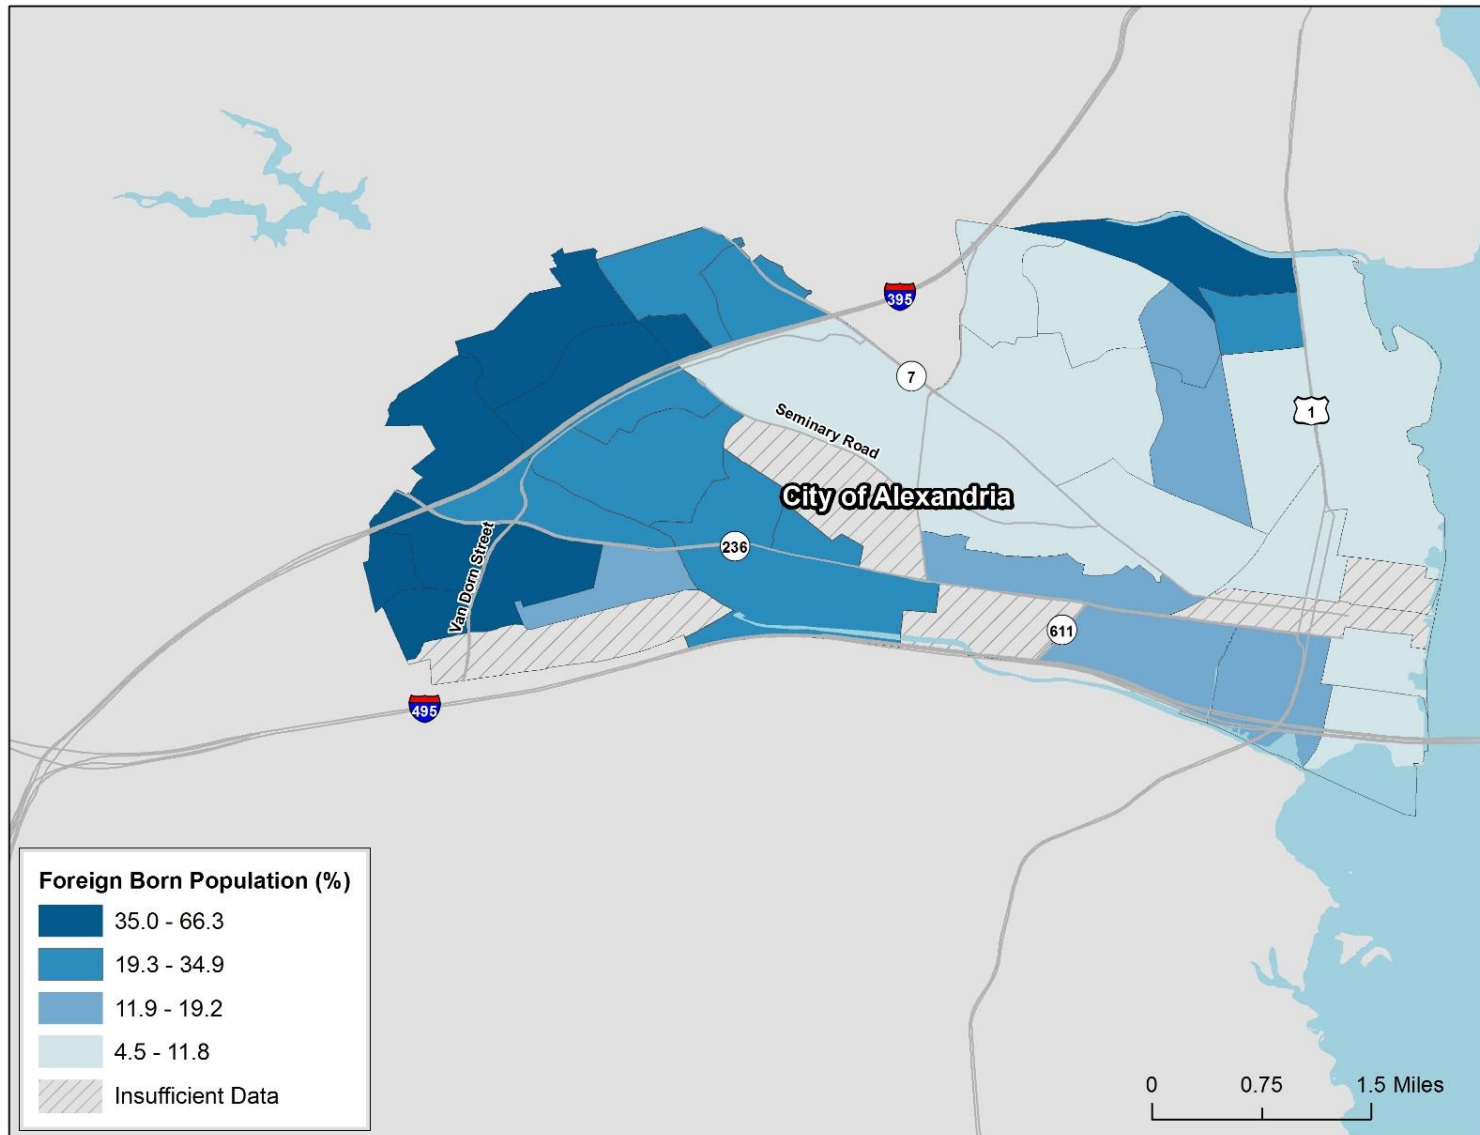 395
7
1
Seminary Road
City of Alexandria
Van Dorn Street
236
611
495
Foreign Born Population (%)
35.0 - 66.3
19.3 - 34.9
11.9 - 19.2
4.5 - 11.8
Insufficient Data
0 0.75 1.5 Miles